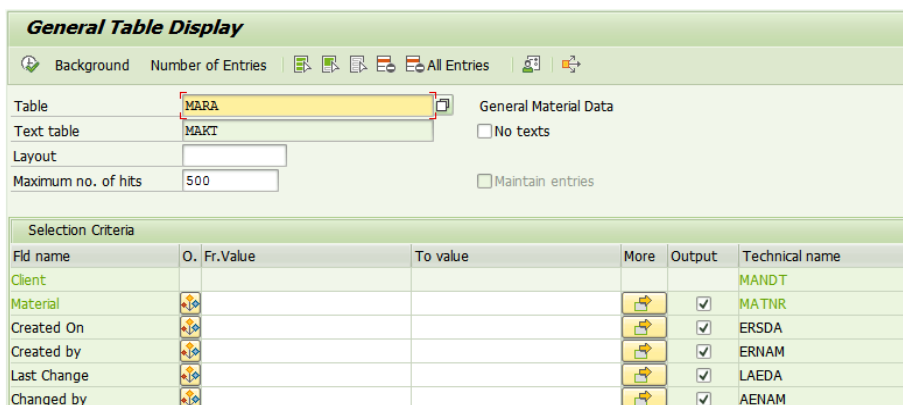 General Table Display
Background Number of Entries All Entries
Table MARA General Material Data
Text table MAKT No texts
Layout
Maximum no. of hits 500 Maintain entries
Selection Criteria
Fld name O. Fr.Value To value More Output Technical name
Client MANDT
Material MATNR
Created On ERSDA
Created by ERNAM
Last Change LAEDA
Changed by AENAM